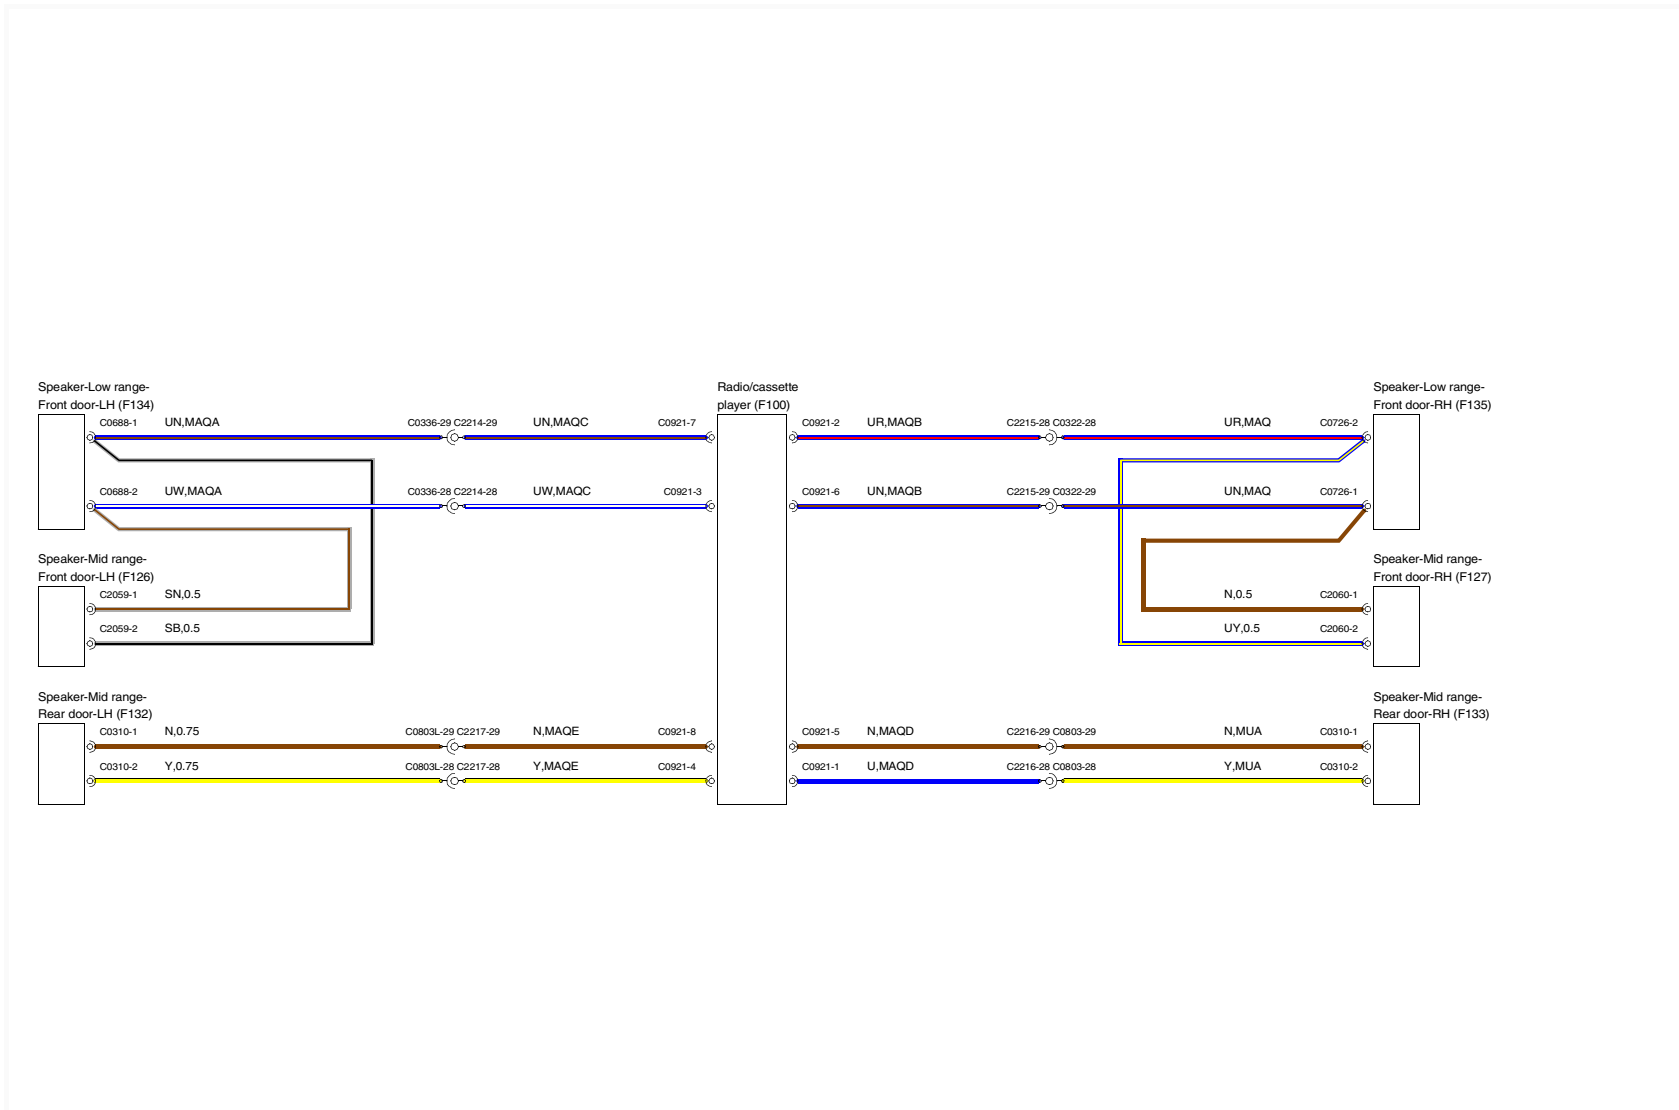 Speaker-Low range-
Front door-LH (F134)
Radio/cassette
player (F100)
Speaker-Low range-
Front door-RH (F135)
C0688-1 UN,MAQA C0336-29 C2214-29 UN,MAQC C0921-7 C0921-2 UR,MAQB C2215-28 C0322-28 UR,MAQ C0726-2
C0688-2 UW,MAQA C0336-28 C2214-28 UW,MAQC C0921-3 C0921-6 UN,MAQB C2215-29 C0322-29 UN,MAQ C0726-1
Speaker-Mid range-
Front door-LH (F126)
Speaker-Mid range-
Front door-RH (F127)
C2059-1 SN,0.5 N,0.5 C2060-1
C2059-2 SB,0.5 UY,0.5 C2060-2
Speaker-Mid range-
Rear door-LH (F132)
Speaker-Mid range-
Rear door-RH (F133)
C0310-1 N,0.75 C0803L-29 C2217-29 N,MAQE C0921-8 C0921-5 N,MAQD C2216-29 C0803-29 N,MUA C0310-1
C0310-2 Y,0.75 C0803L-28 C2217-28 Y,MAQE C0921-4 C0921-1 U,MAQD C2216-28 C0803-28 Y,MUA C0310-2